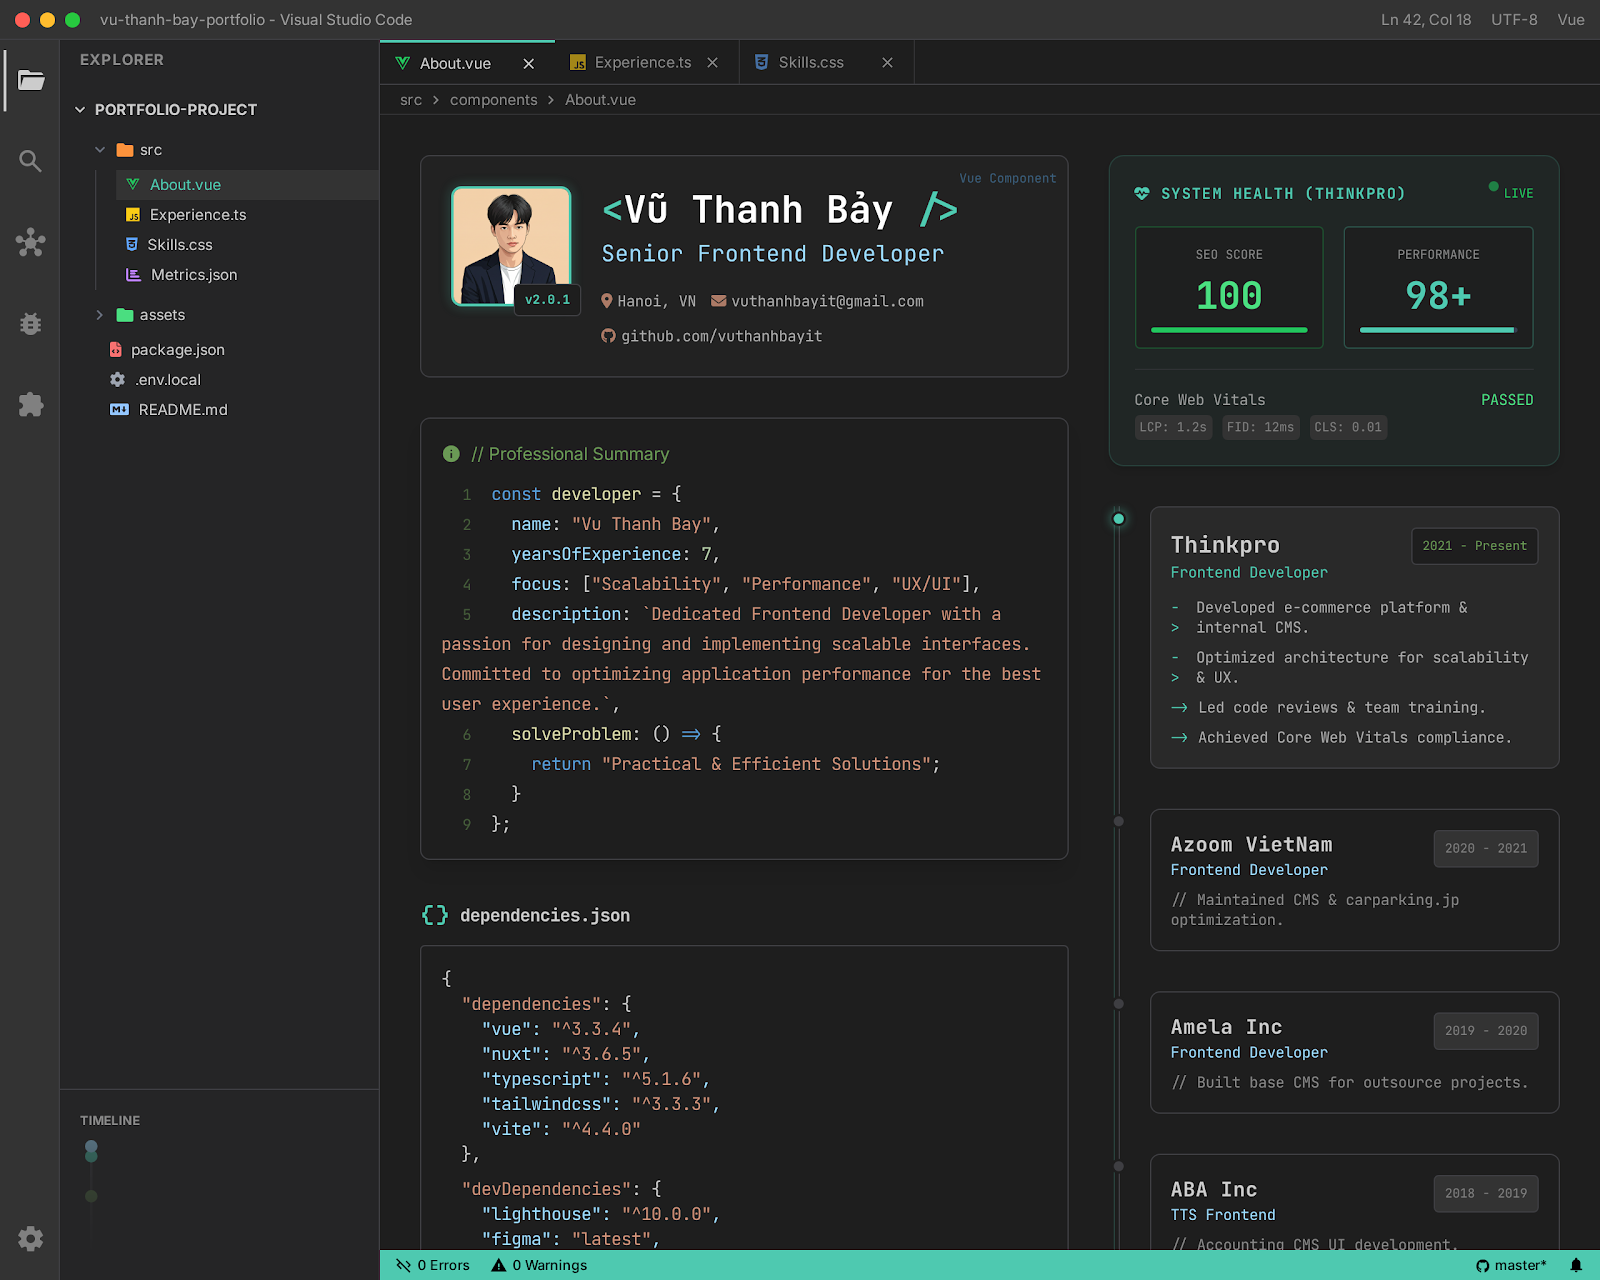 vu-thanh-bay-portfolio - Visual Studio Code
Ln 42, Col 18
UTF-8
Vue
EXPLORER
PORTFOLIO-PROJECT
src
About.vue
JS Experience.ts
Skills.css
Metrics.json
assets
package.json
.env.local
M↓ README.md
TIMELINE
About.vue
JS Experience.ts
Skills.css
src > components > About.vue
Vue Component
<Vũ Thanh Bảy />
Senior Frontend Developer
v2.0.1
Hanoi, VN
vuthanhbayit@gmail.com
github.com/vuthanhbayit
// Professional Summary
1 const developer = {
2 name: "Vu Thanh Bay",
3 yearsOfExperience: 7,
4 focus: ["Scalability", "Performance", "UX/UI"],
5 description: `Dedicated Frontend Developer with a
passion for designing and implementing scalable interfaces.
Committed to optimizing application performance for the best
user experience.`,
6 solveProblem: () => {
7 return "Practical & Efficient Solutions";
8 }
9 };
dependencies.json
{
"dependencies": {
"vue": "^3.3.4",
"nuxt": "^3.6.5",
"typescript": "^5.1.6",
"tailwindcss": "^3.3.3",
"vite": "^4.4.0"
},
"devDependencies": {
"lighthouse": "^10.0.0",
"figma": "latest",
SYSTEM HEALTH (THINKPRO)
LIVE
SEO SCORE
100
PERFORMANCE
98+
Core Web Vitals
PASSED
LCP: 1.2s
FID: 12ms
CLS: 0.01
Thinkpro
2021 - Present
Frontend Developer
-> Developed e-commerce platform &
internal CMS.
-> Optimized architecture for scalability
& UX.
-> Led code reviews & team training.
-> Achieved Core Web Vitals compliance.
Azoom VietNam
2020 - 2021
Frontend Developer
// Maintained CMS & carparking.jp
optimization.
Amela Inc
2019 - 2020
Frontend Developer
// Built base CMS for outsource projects.
ABA Inc
2018 - 2019
TTS Frontend
// Accounting CMS UI development.
0 Errors
0 Warnings
master*